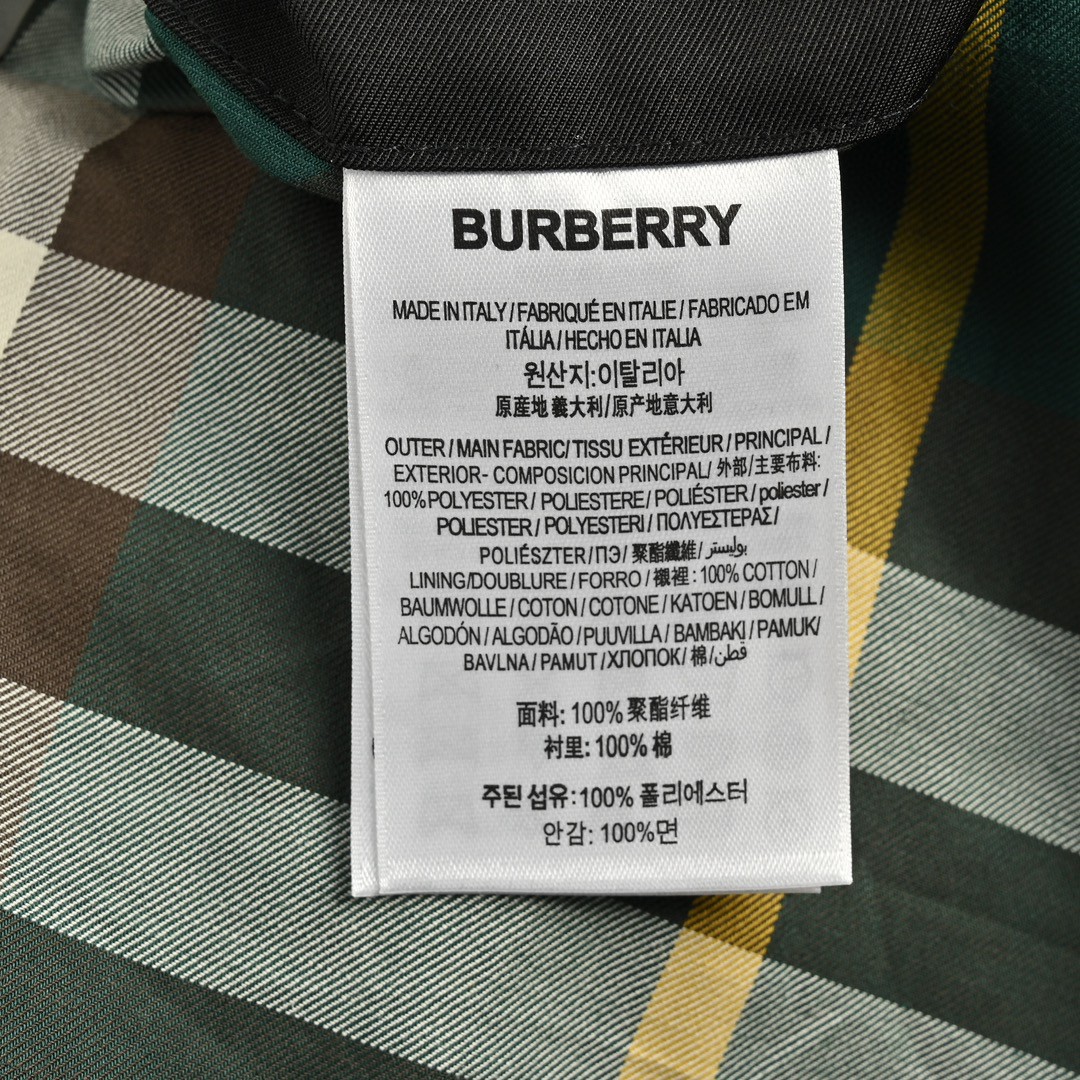 BURBERRY
MADE IN ITALY / FABRIQUÉ EN ITALIE / FABRICADO EM
ITÁLIA / HECHO EN ITALIA
원산지:이탈리아
原産地 義大利/原产地意大利
OUTER / MAIN FABRIC/ TISSU EXTÉRIEUR / PRINCIPAL /
EXTERIOR- COMPOSICION PRINCIPAL/ 外部/主要布料:
100% POLYESTER / POLIESTERE / POLIÉSTER / poliester /
POLIESTER / POLYESTERI / ΠΟΛΥΕΣΤΕΡΑΣ /
POLIÉSZTER / ПЭ / 聚酯纖維 / بوليستر
LINING/DOUBLURE / FORRO / 襯裡 : 100% COTTON /
BAUMWOLLE / COTON / COTONE / KATOEN / BOMULL /
ALGODÓN / ALGODÃO / PUUVILLA / BAMBAKI / PAMUK/
BAVLNA / PAMUT / ХЛОПОК/ 棉 / قطن
面料: 100% 聚酯纤维
衬里: 100% 棉
주된 섬유: 100% 폴리에스터
안감: 100%면